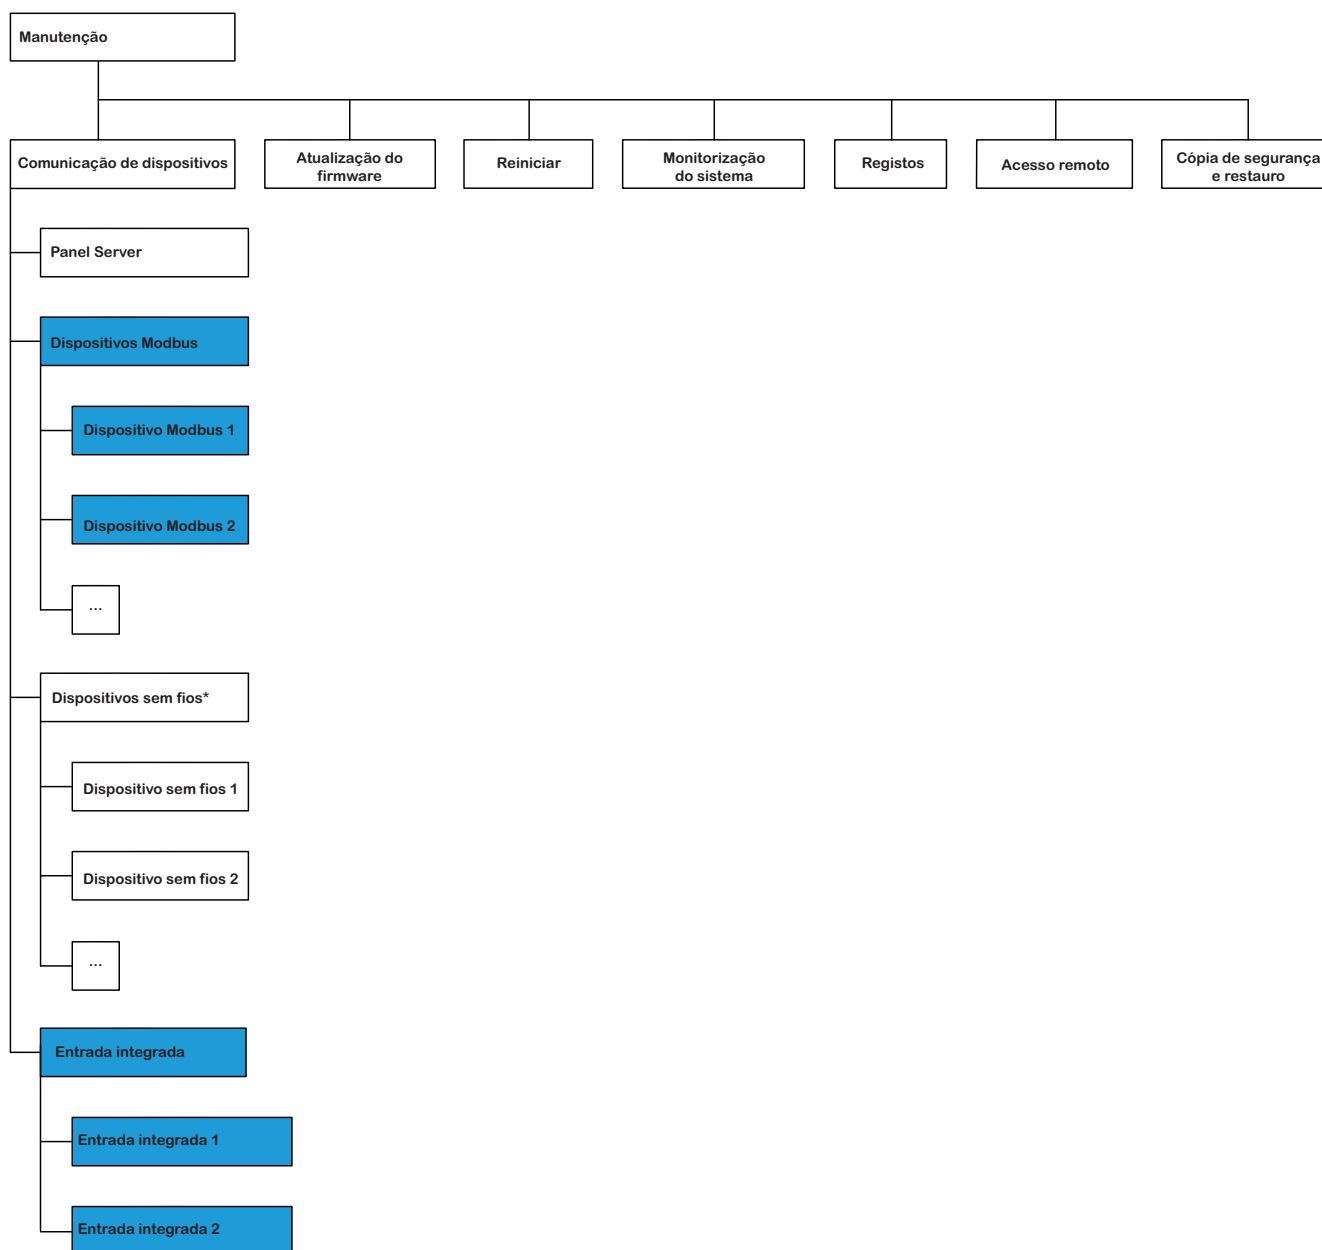 Manutenção
Comunicação de dispositivos
Atualização do
firmware
Reiniciar
Monitorização
do sistema
Registos
Acesso remoto
Cópia de segurança
e restauro
Panel Server
Dispositivos Modbus
Dispositivo Modbus 1
Dispositivo Modbus 2
...
Dispositivos sem fios*
Dispositivo sem fios 1
Dispositivo sem fios 2
...
Entrada integrada
Entrada integrada 1
Entrada integrada 2